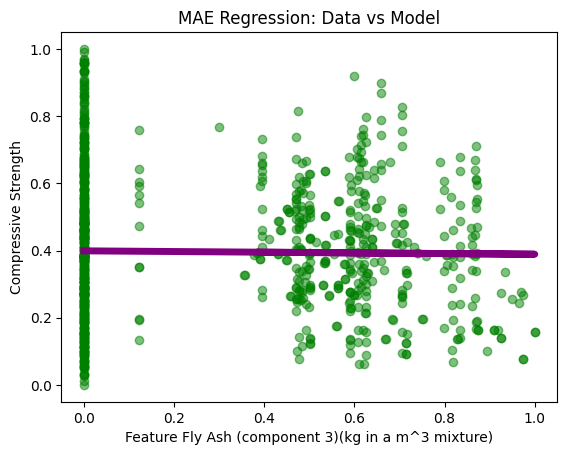 MAE Regression: Data vs Model
Compressive Strength
1.0
0.8
0.6
0.4
0.2
0.0
0.0 0.2 0.4 0.6 0.8 1.0
Feature Fly Ash (component 3)(kg in a m^3 mixture)